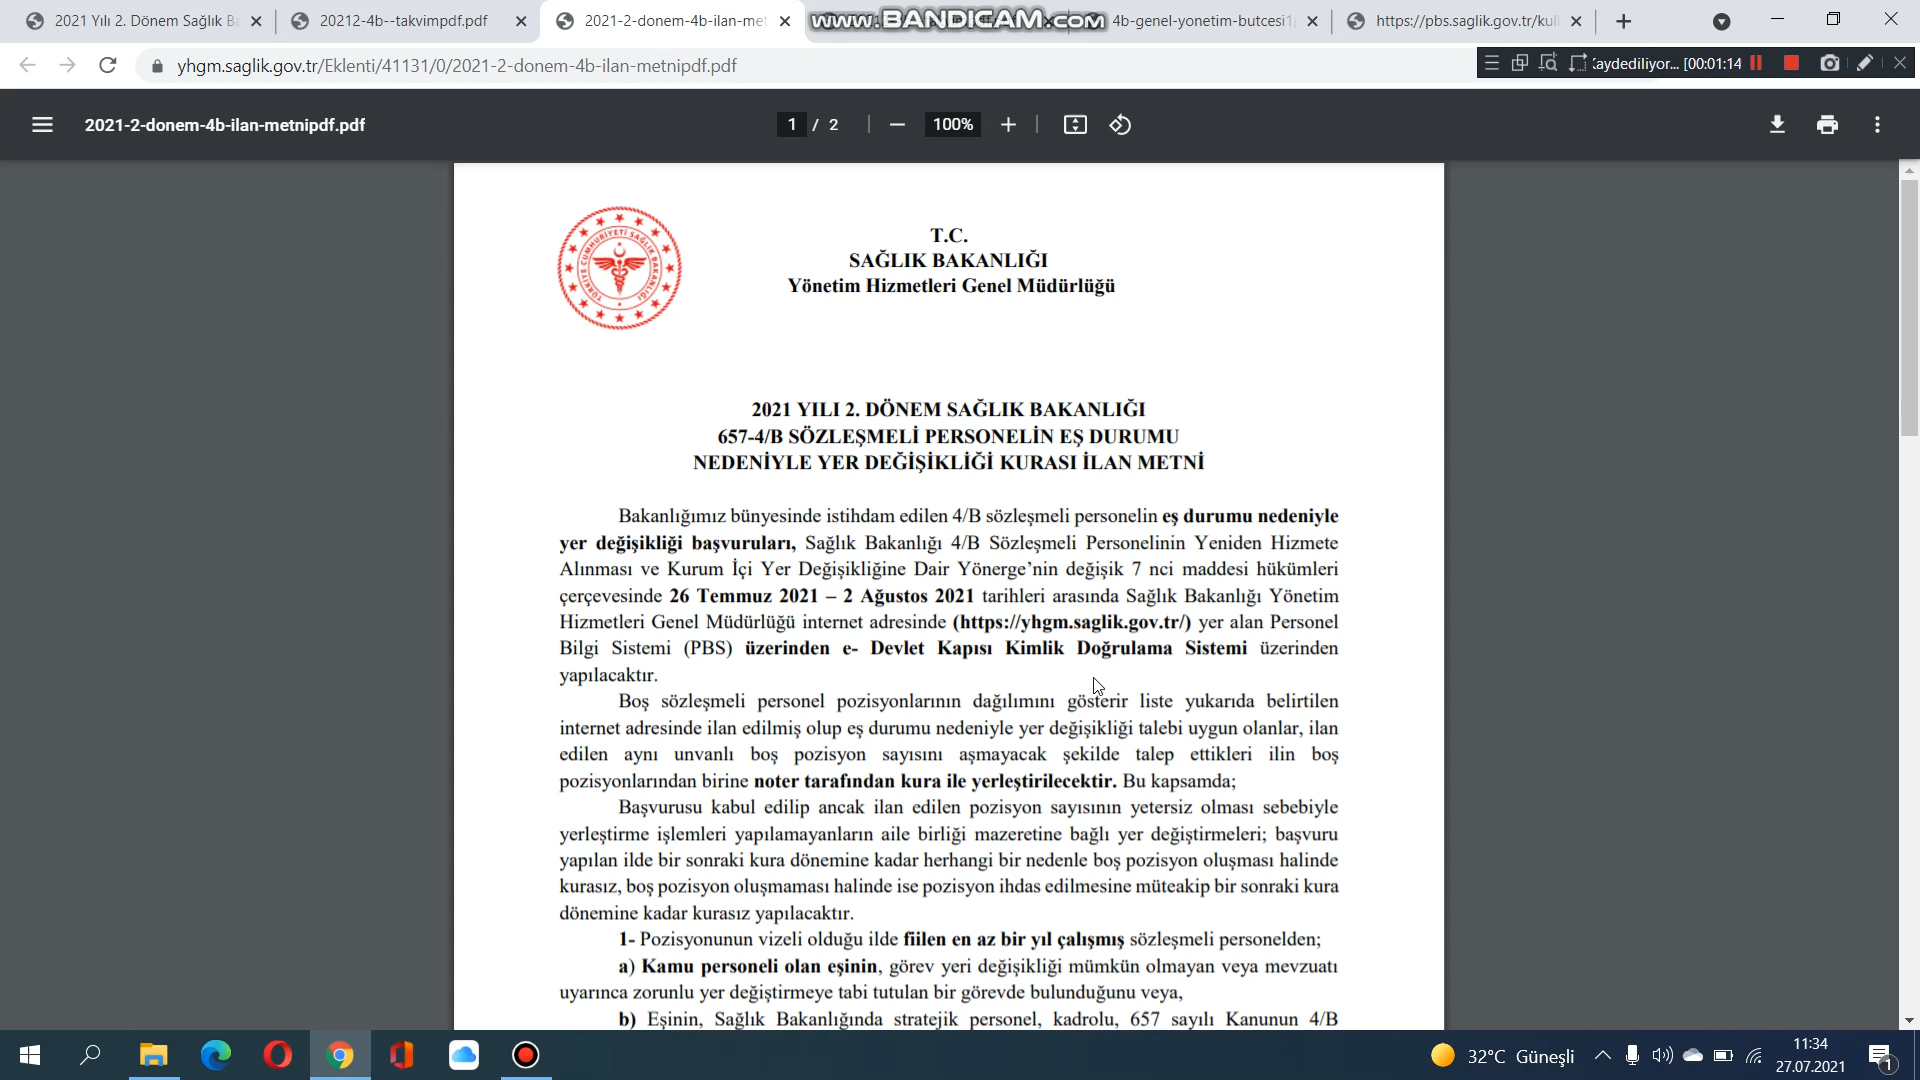 2021 Yılı 2. Dönem Sağlık Ba
20212-4b--takvimpdf.pdf
2021-2-donem-4b-ilan-met
www.BANDICAM.com
4b-genel-yonetim-butcesi1
https://pbs.saglik.gov.tr/kull
yhgm.saglik.gov.tr/Eklenti/41131/0/2021-2-donem-4b-ilan-metnipdf.pdf
aydediliyor... [00:01:14]
2021-2-donem-4b-ilan-metnipdf.pdf
1 / 2
100%
TÜRKİYE CUMHURİYETİ SAĞLIK BAKANLIĞI
T.C.
SAĞLIK BAKANLIĞI
Yönetim Hizmetleri Genel Müdürlüğü
2021 YILI 2. DÖNEM SAĞLIK BAKANLIĞI
657-4/B SÖZLEŞMELİ PERSONELİN EŞ DURUMU
NEDENİYLE YER DEĞİŞİKLİĞİ KURASI İLAN METNİ
Bakanlığımız bünyesinde istihdam edilen 4/B sözleşmeli personelin eş durumu nedeniyle
yer değişikliği başvuruları, Sağlık Bakanlığı 4/B Sözleşmeli Personelinin Yeniden Hizmete
Alınması ve Kurum İçi Yer Değişikliğine Dair Yönerge’nin değişik 7 nci maddesi hükümleri
çerçevesinde 26 Temmuz 2021 – 2 Ağustos 2021 tarihleri arasında Sağlık Bakanlığı Yönetim
Hizmetleri Genel Müdürlüğü internet adresinde (https://yhgm.saglik.gov.tr/) yer alan Personel
Bilgi Sistemi (PBS) üzerinden e- Devlet Kapısı Kimlik Doğrulama Sistemi üzerinden
yapılacaktır.
Boş sözleşmeli personel pozisyonlarının dağılımını gösterir liste yukarıda belirtilen
internet adresinde ilan edilmiş olup eş durumu nedeniyle yer değişikliği talebi uygun olanlar, ilan
edilen aynı unvanlı boş pozisyon sayısını aşmayacak şekilde talep ettikleri ilin boş
pozisyonlarından birine noter tarafından kura ile yerleştirilecektir. Bu kapsamda;
Başvurusu kabul edilip ancak ilan edilen pozisyon sayısının yetersiz olması sebebiyle
yerleştirme işlemleri yapılamayanların aile birliği mazeretine bağlı yer değiştirmeleri; başvuru
yapılan ilde bir sonraki kura dönemine kadar herhangi bir nedenle boş pozisyon oluşması halinde
kurasız, boş pozisyon oluşmaması halinde ise pozisyon ihdas edilmesine müteakip bir sonraki kura
dönemine kadar kurasız yapılacaktır.
1- Pozisyonunun vizeli olduğu ilde fiilen en az bir yıl çalışmış sözleşmeli personelden;
a) Kamu personeli olan eşinin, görev yeri değişikliği mümkün olmayan veya mevzuatı
uyarınca zorunlu yer değiştirmeye tabi tutulan bir görevde bulunduğunu veya,
b) Eşinin, Sağlık Bakanlığında stratejik personel, kadrolu, 657 sayılı Kanunun 4/B
32°C Güneşli
11:34
27.07.2021
1